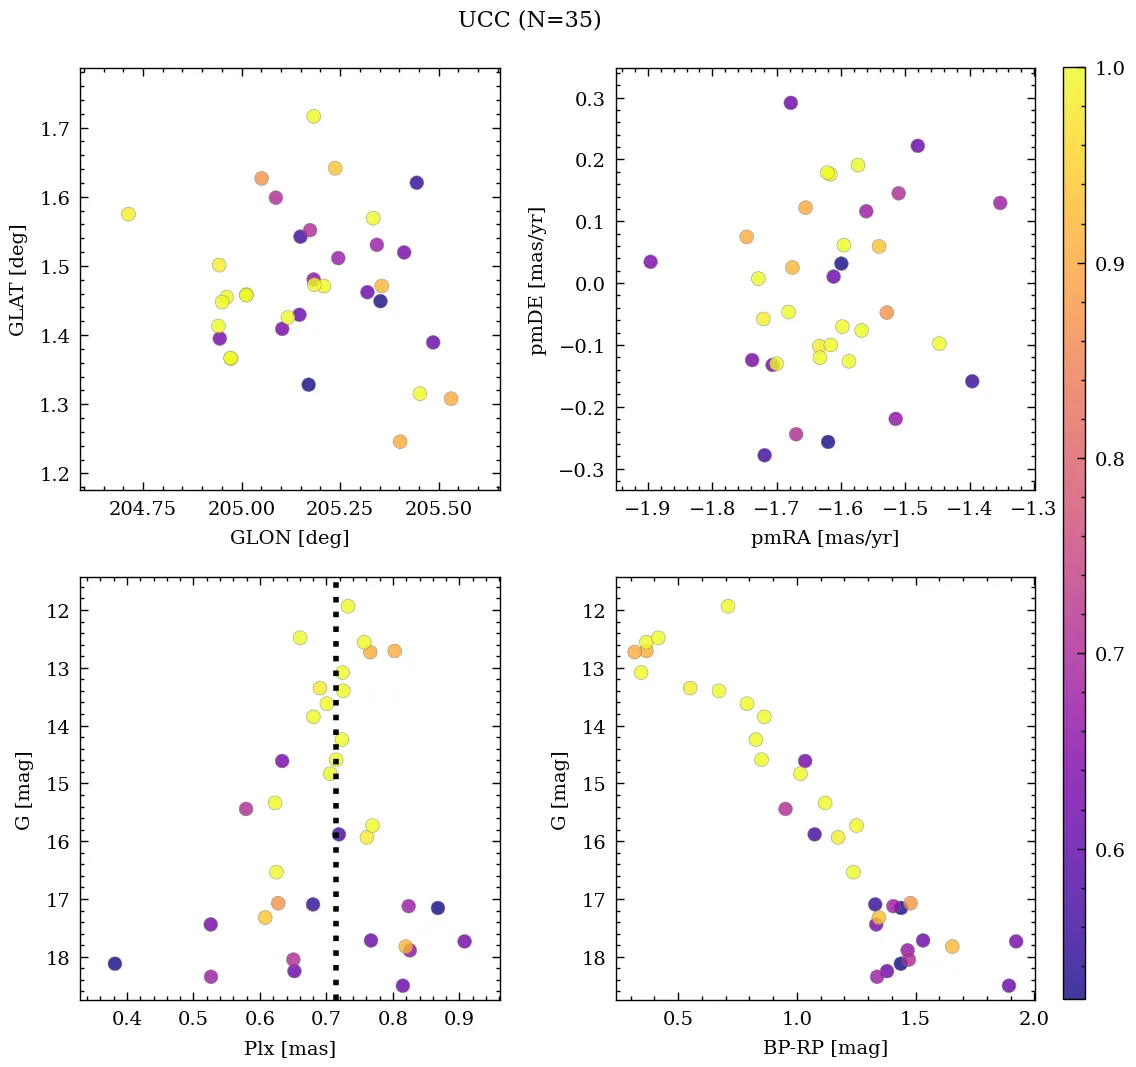 UCC (N=35)
1.7
1.6
1.5
1.4
1.3
1.2
GLAT [deg]
204.75 205.00 205.25 205.50
GLON [deg]
0.3
0.2
0.1
0.0
−0.1
−0.2
−0.3
pmDE [mas/yr]
−1.9 −1.8 −1.7 −1.6 −1.5 −1.4 −1.3
pmRA [mas/yr]
12
13
14
15
16
17
18
G [mag]
0.4 0.5 0.6 0.7 0.8 0.9
Plx [mas]
12
13
14
15
16
17
18
G [mag]
0.5 1.0 1.5 2.0
BP-RP [mag]
1.0
0.9
0.8
0.7
0.6